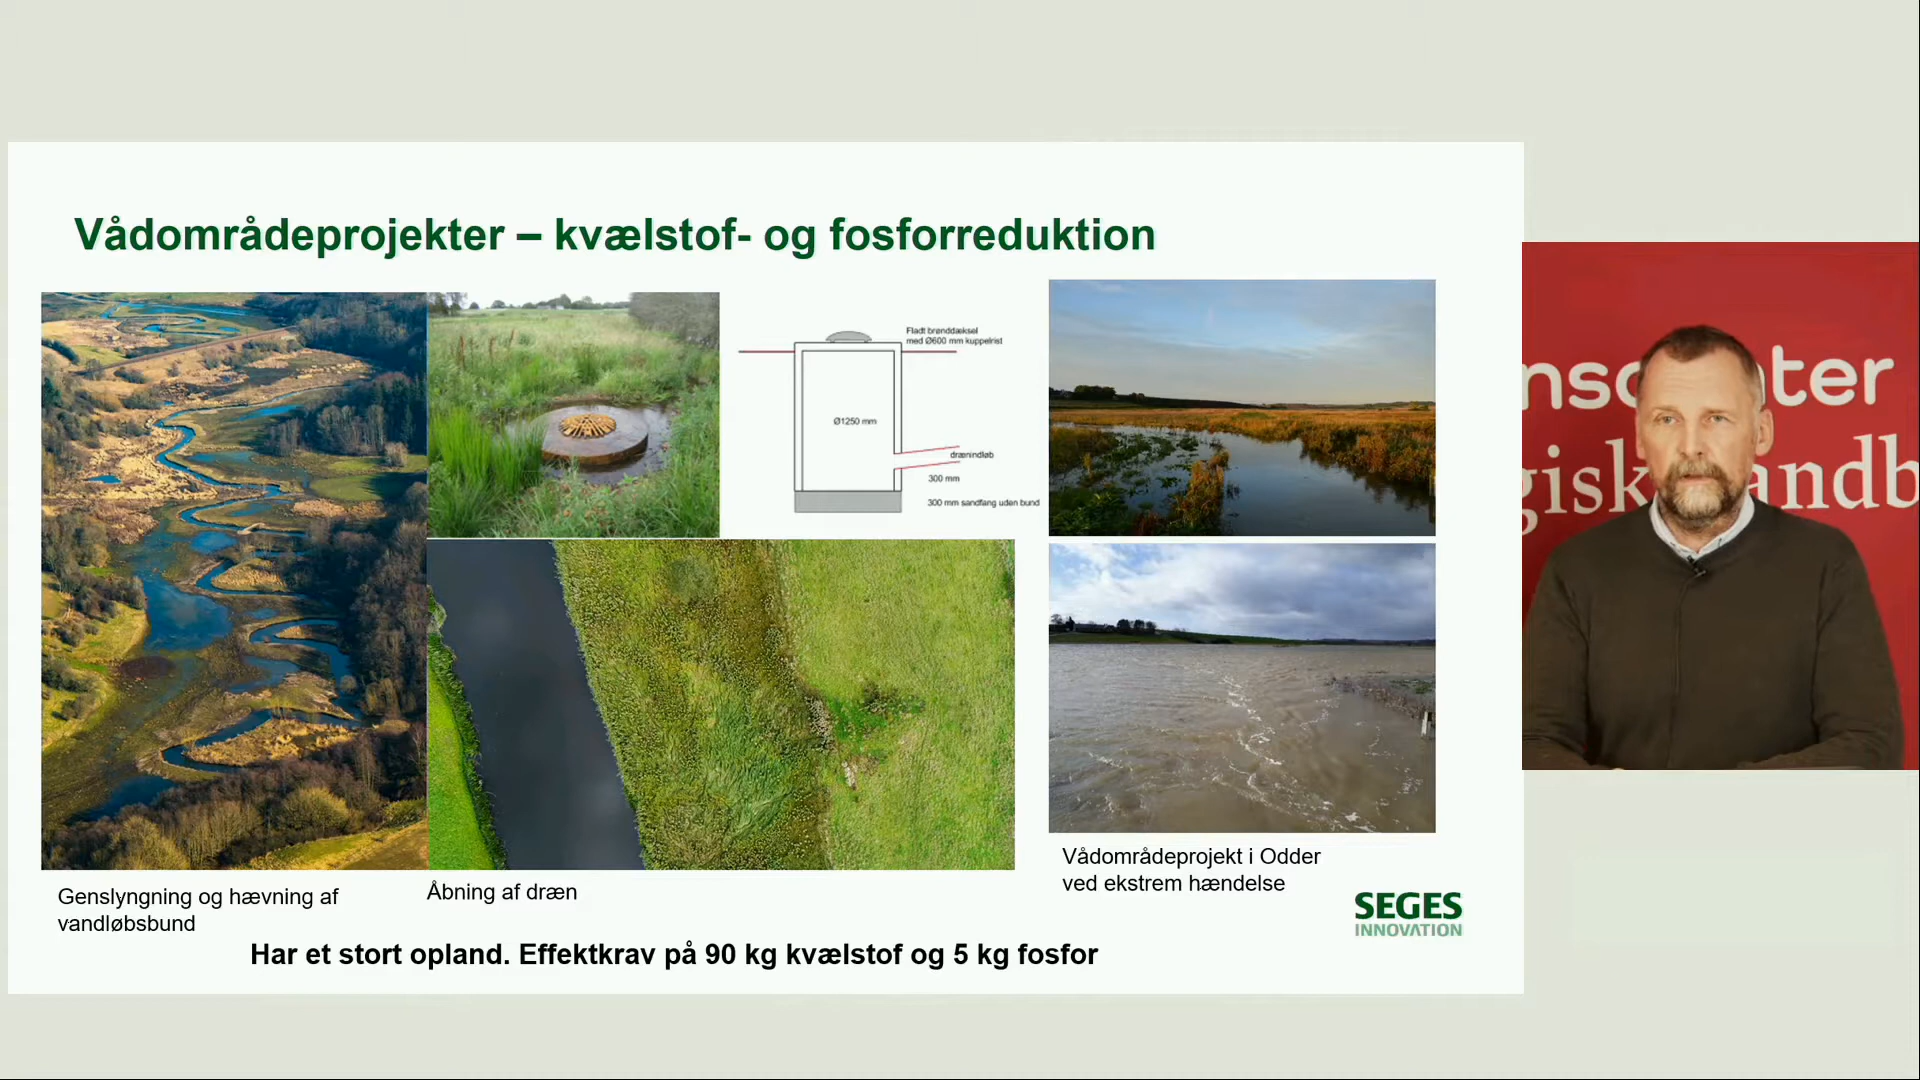 Vådområdeprojekter – kvælstof- og fosforreduktion
Fladt brønddæksel
med Ø600 mm kuppelrist
Ø1250 mm
drænindløb
300 mm
300 mm sandfang uden bund
Genslyngning og hævning af
vandløbsbund
Åbning af dræn
Vådområdeprojekt i Odder
ved ekstrem hændelse
Har et stort opland. Effektkrav på 90 kg kvælstof og 5 kg fosfor
SEGES
INNOVATION